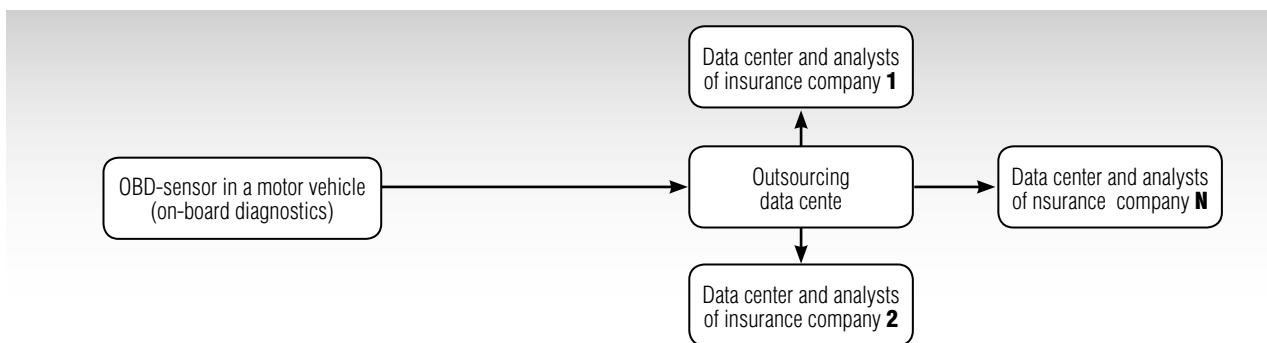 Data center and analysts
of insurance company 1
OBD-sensor in a motor vehicle
(on-board diagnostics)
Outsourcing
data cente
Data center and analysts
of nsurance company N
Data center and analysts
of insurance company 2